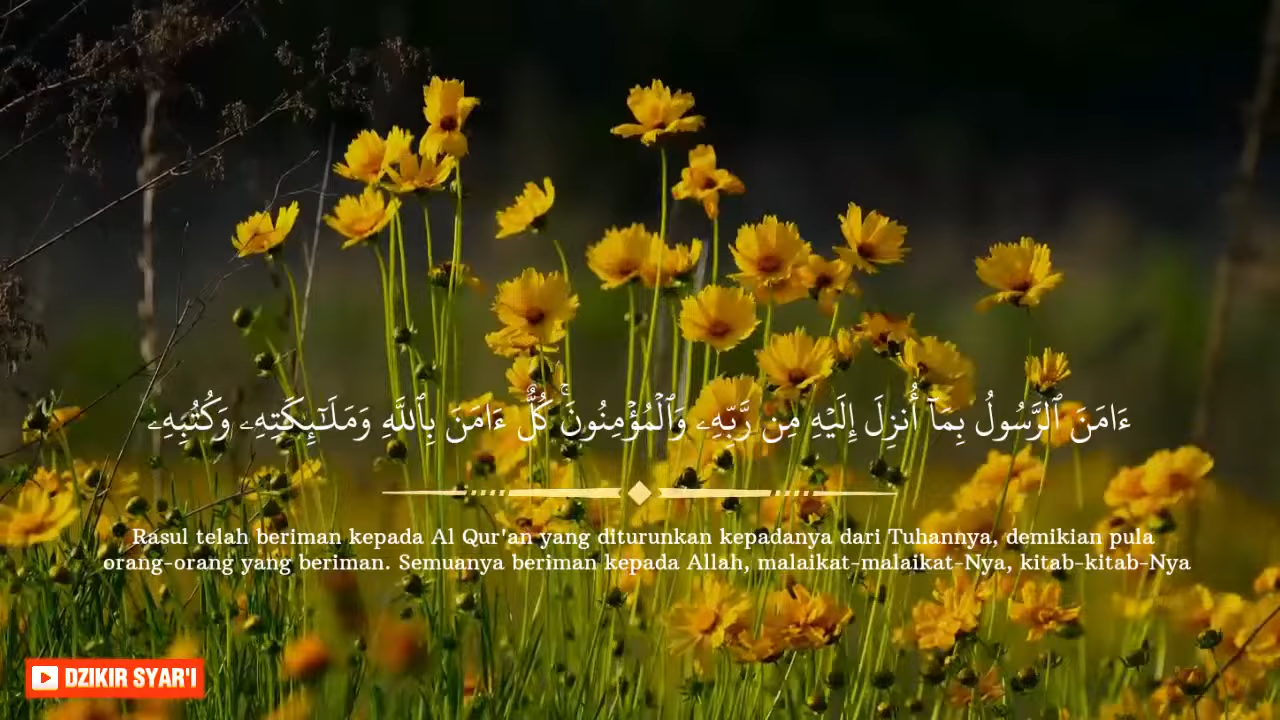 ءَامَنَ ٱلرَّسُولُ بِمَآ أُنزِلَ إِلَيْهِ مِن رَّبِّهِۦ وَٱلْمُؤْمِنُونَ ۚ كُلٌّ ءَامَنَ بِٱللَّهِ وَمَلَـٰٓئِكَتِهِۦ وَكُتُبِهِۦ
Rasul telah beriman kepada Al Qur'an yang diturunkan kepadanya dari Tuhannya, demikian pula
orang-orang yang beriman. Semuanya beriman kepada Allah, malaikat-malaikat-Nya, kitab-kitab-Nya
DZIKIR SYAR'I